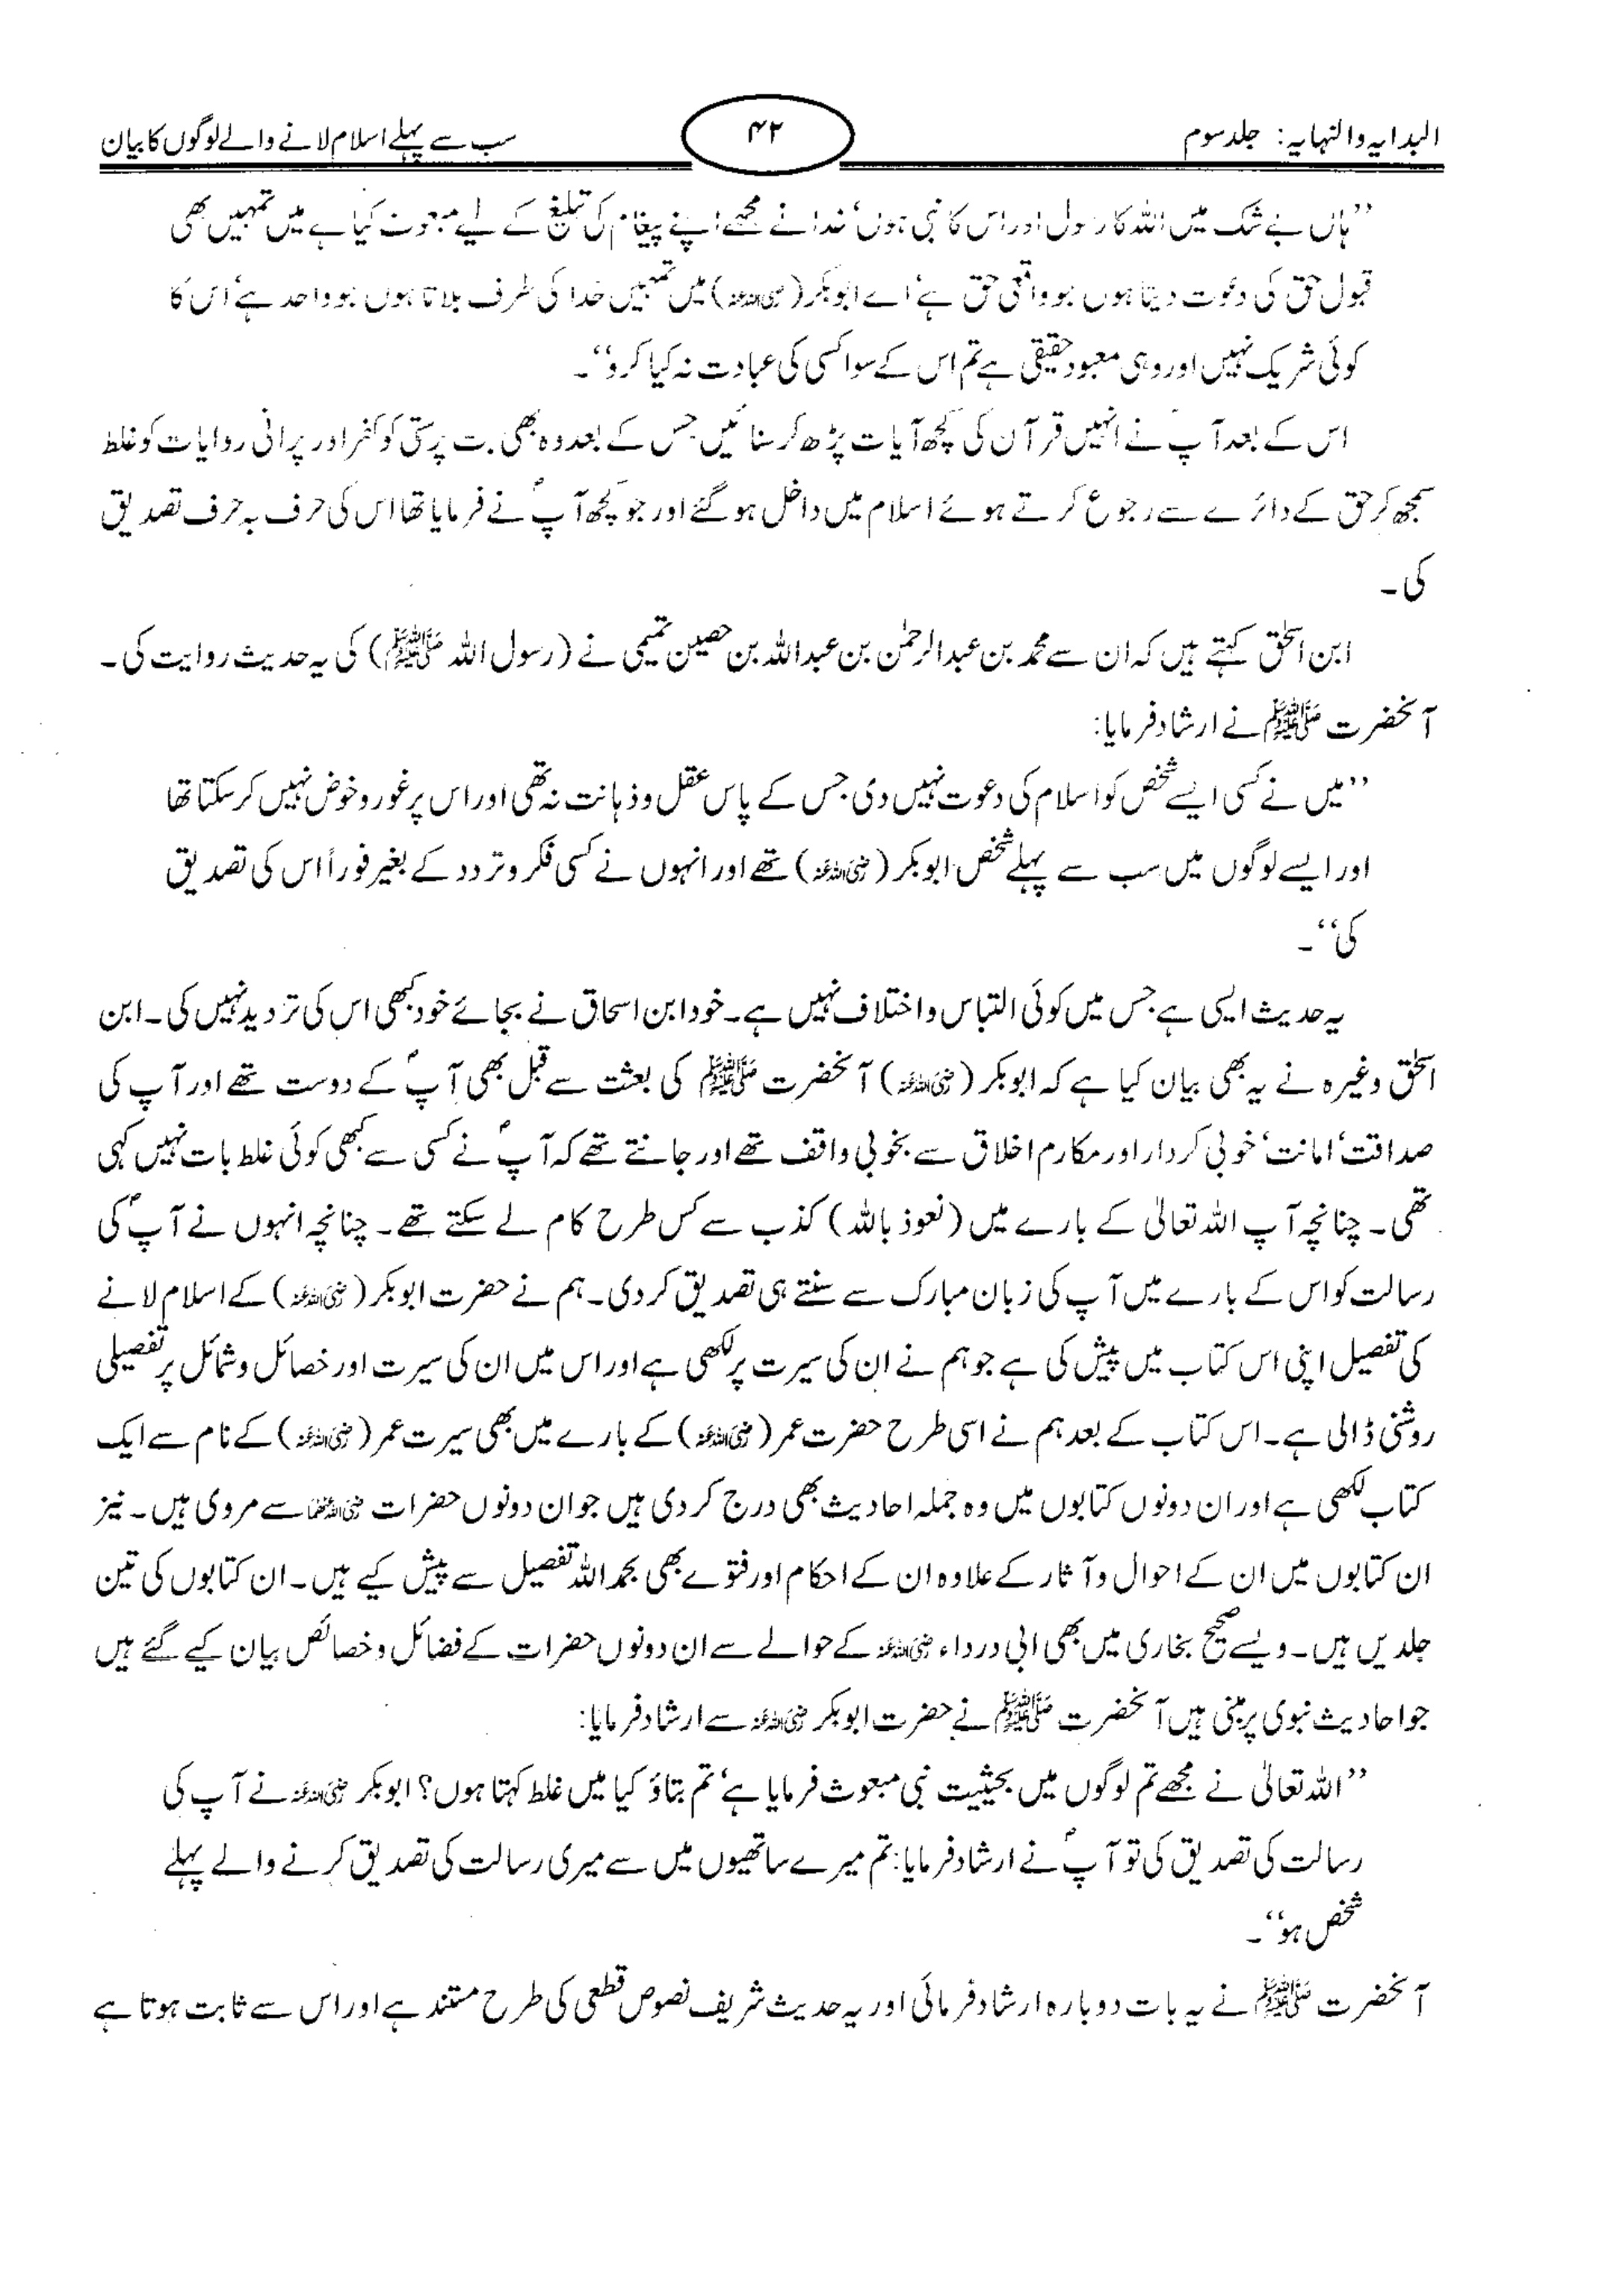 البدایہ والنہایہ: جلد سوم
۴۲
سب سے پہلے اسلام لانے والے لوگوں کا بیان
’’ہاں بے شک میں اللہ کا رسول اور اس کا نبی ہوں‘ خدا نے مجھے اپنے پیغام کی تبلیغ کے لیے مبعوث کیا ہے میں تمہیں بھی
قبول حق کی دعوت دیتا ہوں جو واقعی حق ہے‘ اے ابوبکر (رضی اللہ عنہ) میں تمہیں خدا کی طرف بلاتا ہوں جو واحد ہے‘ اس کا
کوئی شریک نہیں اور وہی معبود حقیقی ہے تم اس کے سوا کسی کی عبادت نہ کیا کرو‘‘۔
اس کے بعد آپؐ نے انہیں قرآن کی کچھ آیات پڑھ کر سنائیں جس کے بعد وہ بھی بت پرستی کو کفر اور پرانی روایات کو غلط
سمجھ کر حق کے دائرے سے رجوع کرتے ہوئے اسلام میں داخل ہو گئے اور جو کچھ آپؐ نے فرمایا تھا اس کی حرف بہ حرف تصدیق
کی۔
ابن اسحٰق کہتے ہیں کہ ان سے محمد بن عبدالرحمٰن بن عبداللہ بن حصین تمیمی نے (رسول اللہ ﷺ) کی یہ حدیث روایت کی۔
آنحضرت ﷺ نے ارشاد فرمایا:
’’میں نے کسی ایسے شخص کو اسلام کی دعوت نہیں دی جس کے پاس عقل و ذہانت نہ تھی اور اس پر غور و خوض نہیں کر سکتا تھا
اور ایسے لوگوں میں سب سے پہلے شخص ابوبکر (رضی اللہ عنہ) تھے اور انہوں نے کسی فکر و تردد کے بغیر فوراً اس کی تصدیق
کی‘‘۔
یہ حدیث ایسی ہے جس میں کوئی التباس و اختلاف نہیں ہے۔ خود ابن اسحاق نے بجائے خود کبھی اس کی تردید نہیں کی۔ ابن
اسحٰق وغیرہ نے یہ بھی بیان کیا ہے کہ ابوبکر (رضی اللہ عنہ) آنحضرت ﷺ کی بعثت سے قبل بھی آپؐ کے دوست تھے اور آپ کی
صداقت‘ امانت‘ خوبی کردار اور مکارم اخلاق سے بخوبی واقف تھے اور جانتے تھے کہ آپؐ نے کسی سے کبھی کوئی غلط بات نہیں کہی
تھی۔ چنانچہ آپ اللہ تعالیٰ کے بارے میں (نعوذ باللہ) کذب سے کس طرح کام لے سکتے تھے۔ چنانچہ انہوں نے آپؐ کی
رسالت کو اس کے بارے میں آپ کی زبان مبارک سے سنتے ہی تصدیق کر دی۔ ہم نے حضرت ابوبکر (رضی اللہ عنہ) کے اسلام لانے
کی تفصیل اپنی اس کتاب میں پیش کی ہے جو ہم نے ان کی سیرت پر لکھی ہے اور اس میں ان کی سیرت اور خصائل و شمائل پر تفصیلی
روشنی ڈالی ہے۔ اس کتاب کے بعد ہم نے اسی طرح حضرت عمر (رضی اللہ عنہ) کے بارے میں بھی سیرت عمر (رضی اللہ عنہ) کے نام سے ایک
کتاب لکھی ہے اور ان دونوں کتابوں میں وہ جملہ احادیث بھی درج کر دی ہیں جو ان دونوں حضرات رضی اللہ عنہما سے مروی ہیں۔ نیز
ان کتابوں میں ان کے احوال و آثار کے علاوہ ان کے احکام اور فتوے بھی بحمد اللہ تفصیل سے پیش کیے ہیں۔ ان کتابوں کی تین
جلدیں ہیں۔ ویسے صحیح بخاری میں بھی ابی درداء رضی اللہ عنہ کے حوالے سے ان دونوں حضرات کے فضائل و خصائص بیان کیے گئے ہیں
جو احادیث نبوی پر مبنی ہیں آنحضرت ﷺ نے حضرت ابوبکر رضی اللہ عنہ سے ارشاد فرمایا:
’’اللہ تعالیٰ نے مجھے تم لوگوں میں بحیثیت نبی مبعوث فرمایا ہے‘ تم بتاؤ کیا میں غلط کہتا ہوں؟ ابوبکر رضی اللہ عنہ نے آپ کی
رسالت کی تصدیق کی تو آپؐ نے ارشاد فرمایا: تم میرے ساتھیوں میں سے میری رسالت کی تصدیق کرنے والے پہلے
شخص ہو‘‘۔
آنحضرت ﷺ نے یہ بات دوبارہ ارشاد فرمائی اور یہ حدیث شریف نصوص قطعی کی طرح مستند ہے اور اس سے ثابت ہوتا ہے